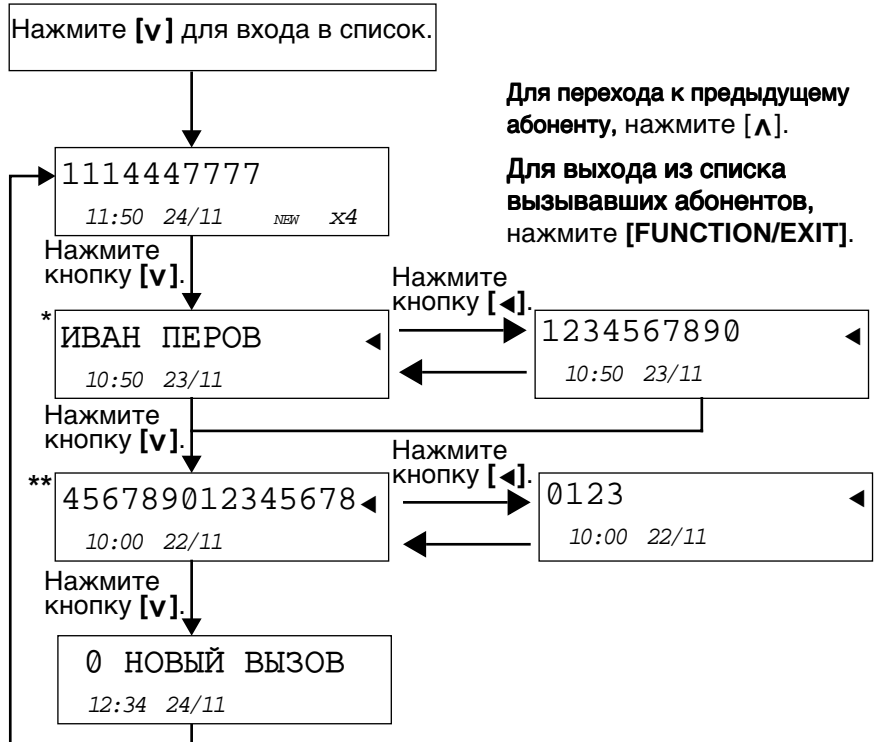 Нажмите [v] для входа в список.
Для перехода к предыдущему
абоненту, нажмите [ʌ].
Для выхода из списка
вызывавших абонентов,
нажмите [FUNCTION/EXIT].
1114447777
11:50 24/11 NEW x4
Нажмите
кнопку [v].
*
ИВАН ПЕРОВ ◀
10:50 23/11
Нажмите
кнопку [◀].
1234567890 ◀
10:50 23/11
Нажмите
кнопку [v].
**
456789012345678◀
10:00 22/11
Нажмите
кнопку [◀].
0123 ◀
10:00 22/11
Нажмите
кнопку [v].
0 НОВЫЙ ВЫЗОВ
12:34 24/11